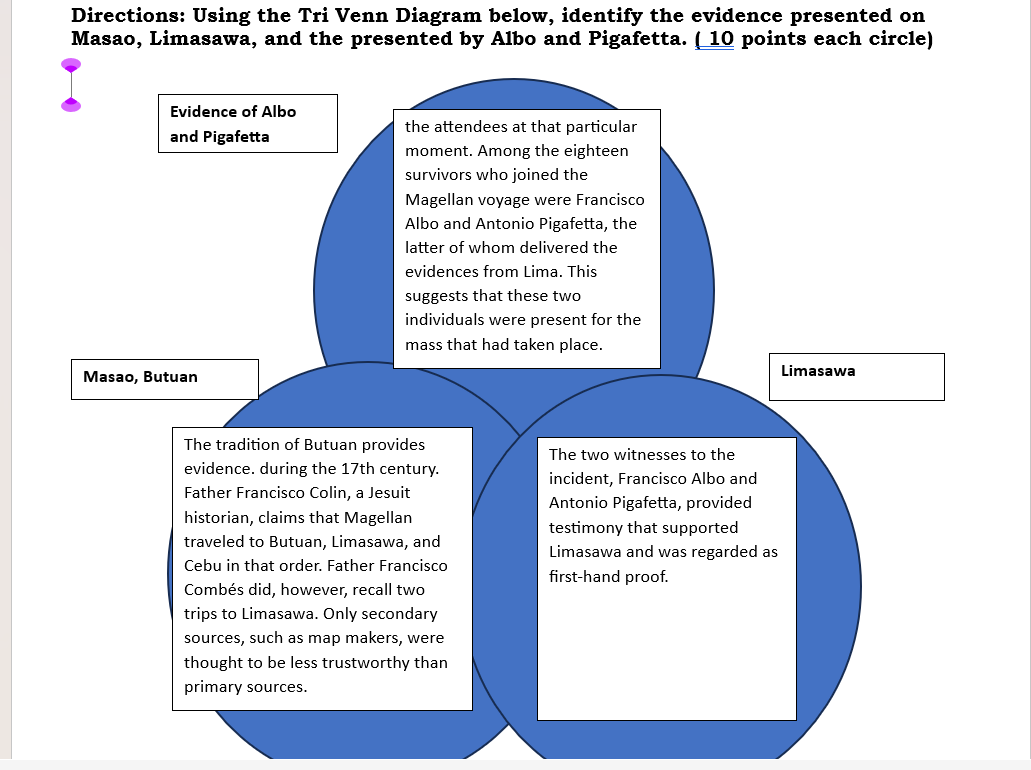 Directions: Using the Tri Venn Diagram below, identify the evidence presented on
Masao, Limasawa, and the presented by Albo and Pigafetta. ( 10 points each circle)
Evidence of Albo
and Pigafetta
the attendees at that particular
moment. Among the eighteen
survivors who joined the
Magellan voyage were Francisco
Albo and Antonio Pigafetta, the
latter of whom delivered the
evidences from Lima. This
suggests that these two
individuals were present for the
mass that had taken place.
Masao, Butuan
The tradition of Butuan provides
evidence. during the 17th century.
Father Francisco Colin, a Jesuit
historian, claims that Magellan
traveled to Butuan, Limasawa, and
Cebu in that order. Father Francisco
Combés did, however, recall two
trips to Limasawa. Only secondary
sources, such as map makers, were
thought to be less trustworthy than
primary sources.
Limasawa
The two witnesses to the
incident, Francisco Albo and
Antonio Pigafetta, provided
testimony that supported
Limasawa and was regarded as
first-hand proof.